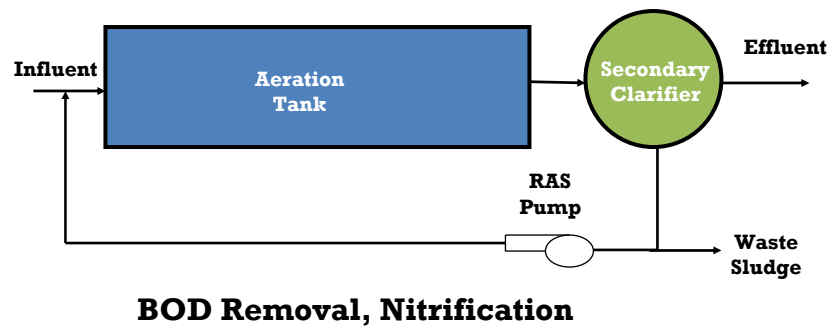 Influent
Aeration
Tank
Secondary
Clarifier
Effluent
RAS
Pump
Waste
Sludge
BOD Removal, Nitrification